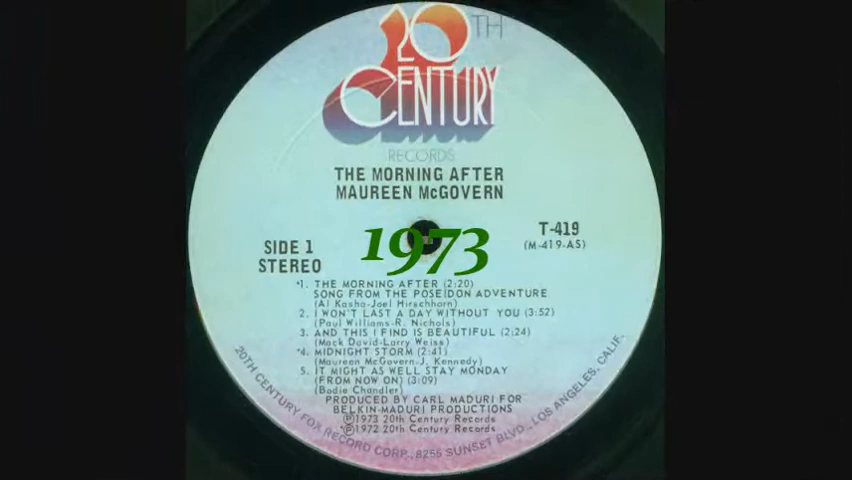 20TH
CENTURY
RECORDS
THE MORNING AFTER
MAUREEN McGOVERN
T-419
(M-419-AS)
SIDE 1
STEREO
1973
*1. THE MORNING AFTER (2:20)
SONG FROM THE POSEIDON ADVENTURE
(Al Kasha-Joel Hirschhorn)
2. I WON'T LAST A DAY WITHOUT YOU (3:52)
(Paul Williams-R. Nichols)
3. AND THIS I FIND IS BEAUTIFUL (2:24)
(Mack David-Larry Weiss)
*4. MIDNIGHT STORM (2:41)
(Maureen McGovern-J. Kennedy)
5. IT MIGHT AS WELL STAY MONDAY
(FROM NOW ON) (3:09)
(Bodie Chandler)
PRODUCED BY CARL MADURI FOR
BELKIN-MADURI PRODUCTIONS
Ⓟ1973 20th Century Records
*Ⓟ1972 20th Century Records
20TH CENTURY FOX RECORD CORP., 8255 SUNSET BLVD., LOS ANGELES, CALIF.